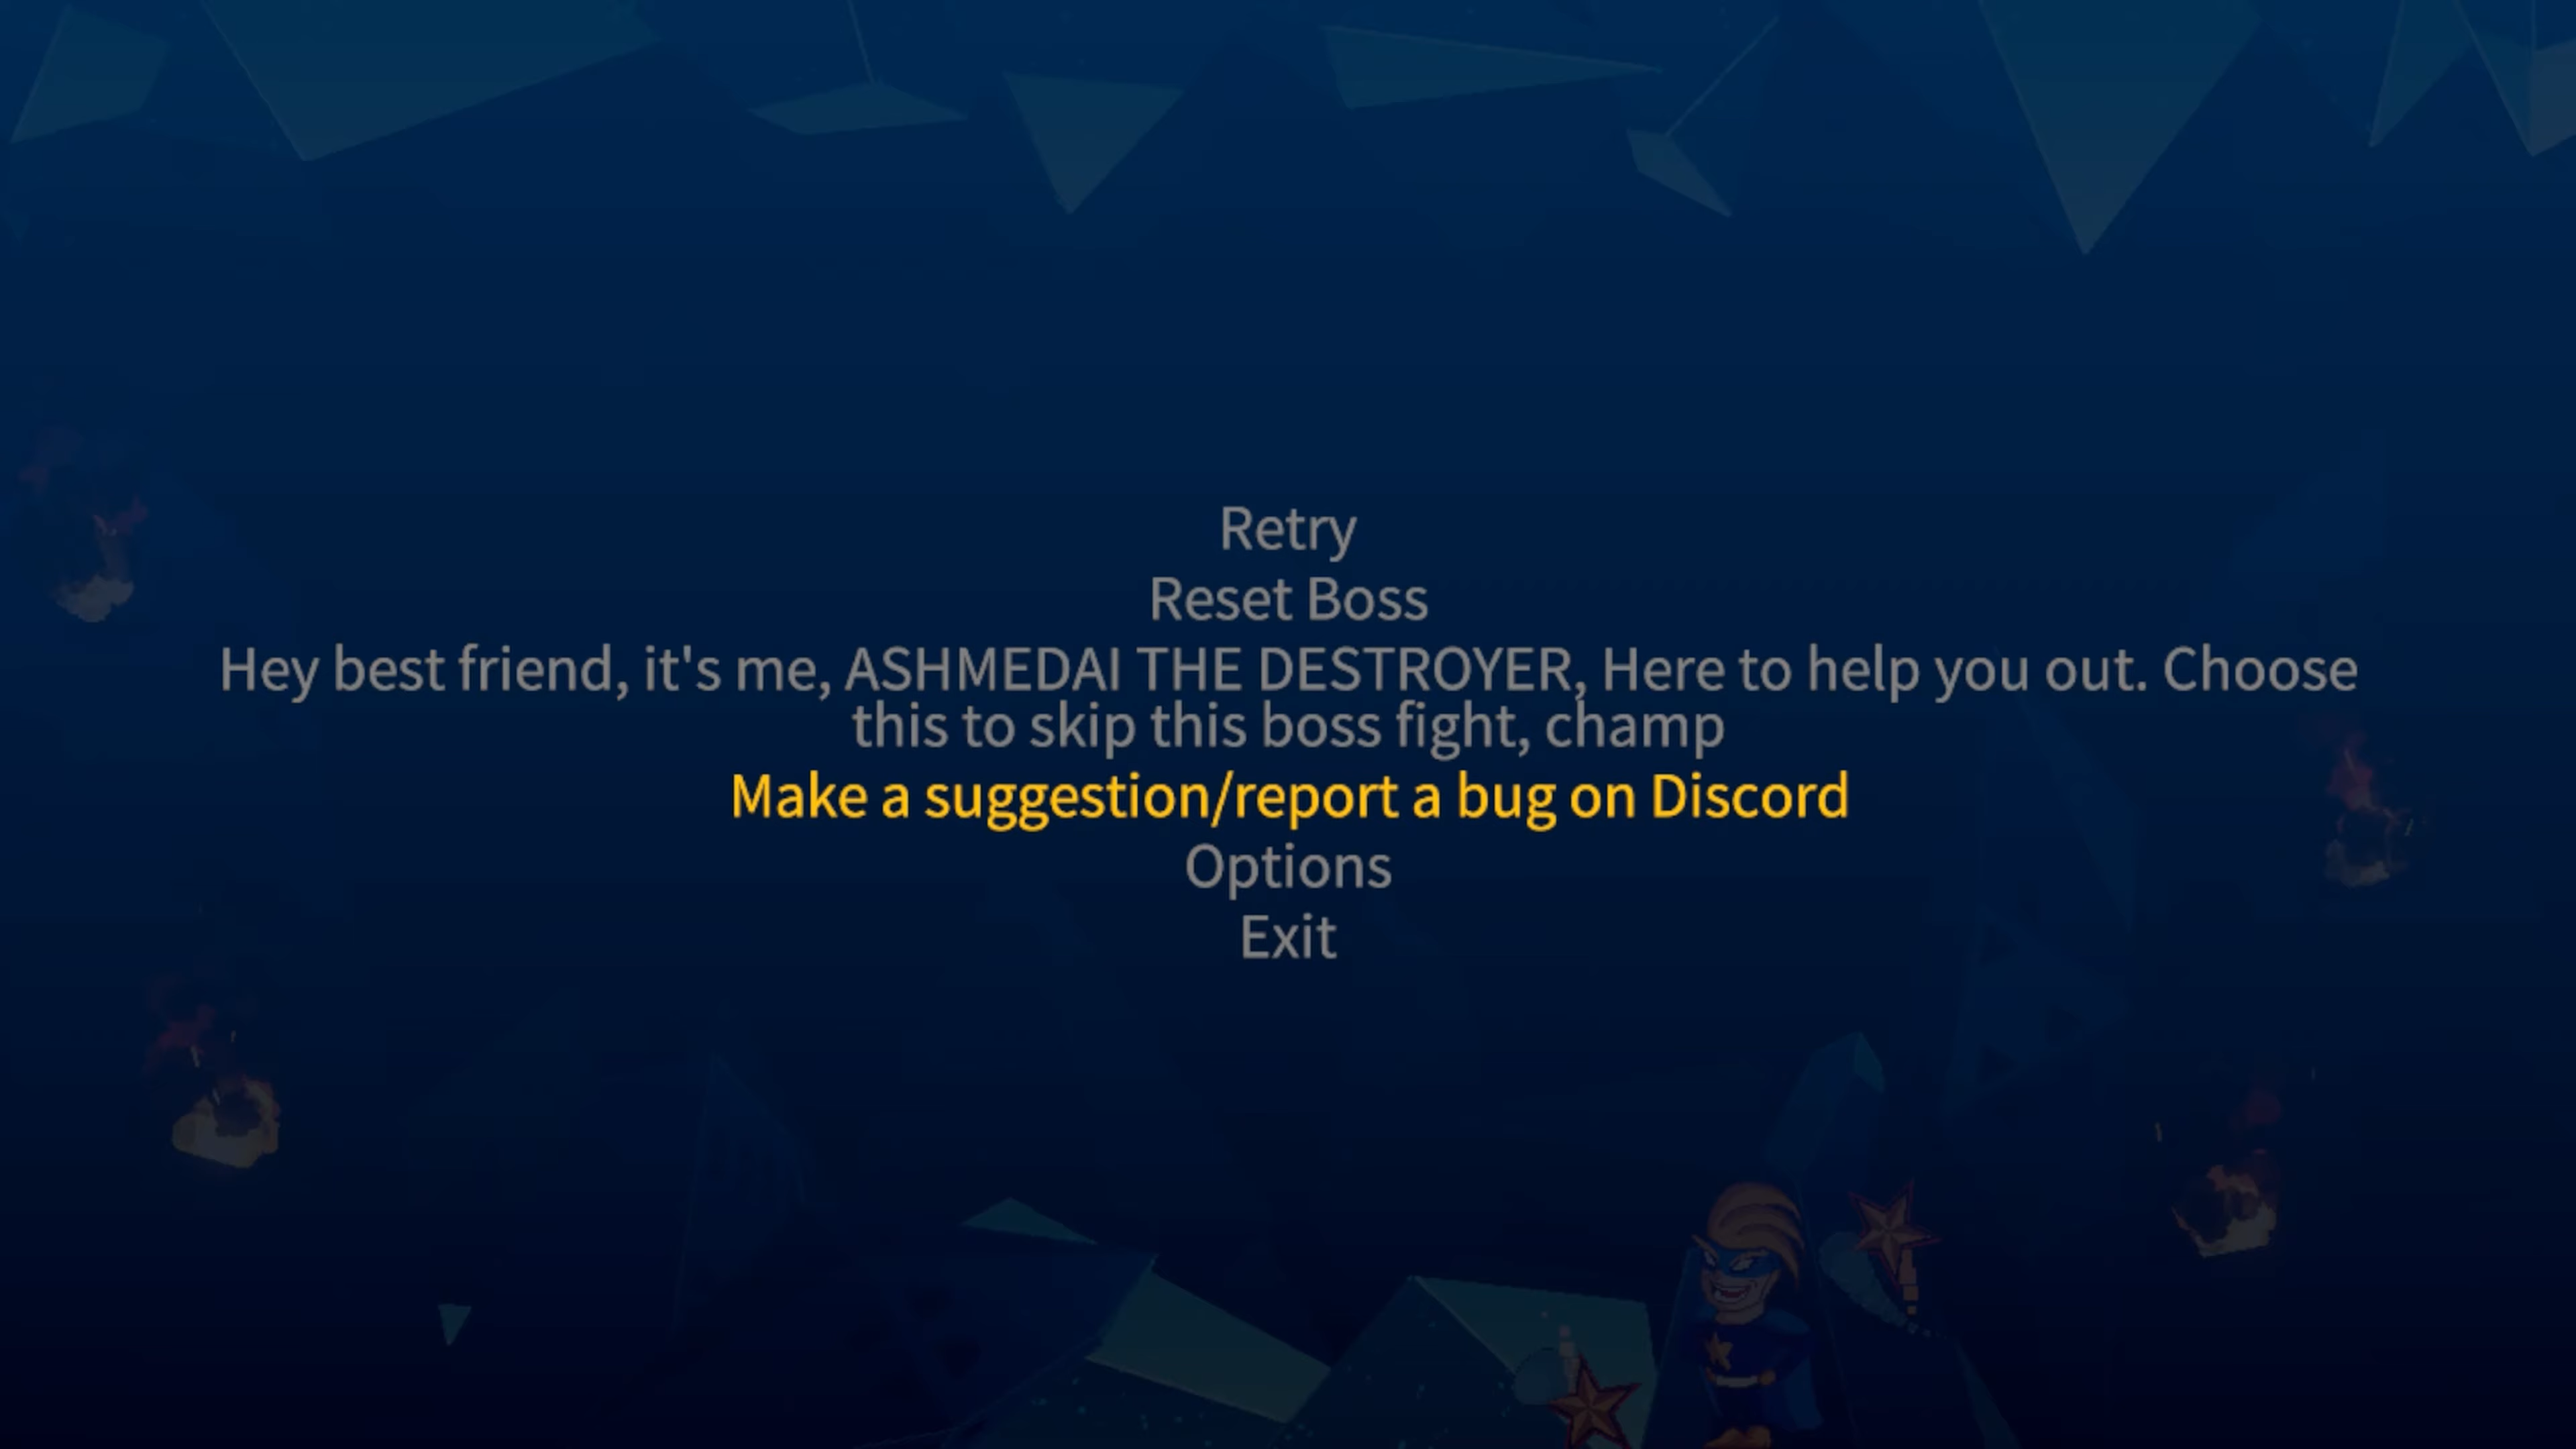 Retry
Reset Boss
Hey best friend, it's me, ASHMEDAI THE DESTROYER, Here to help you out. Choose
this to skip this boss fight, champ
Make a suggestion/report a bug on Discord
Options
Exit